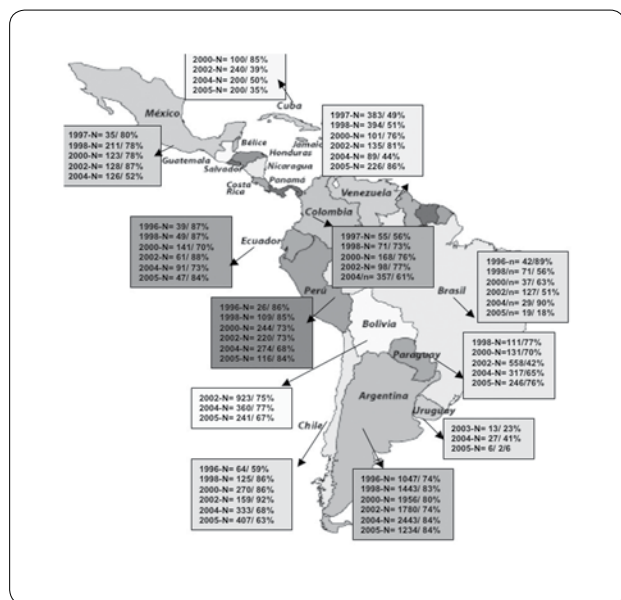 2000-N= 100/ 85%
2002-N= 240/ 39%
2004-N= 200/ 50%
2005-N= 200/ 35%
Cuba
México
1997-N= 35/ 80%
1998-N= 211/ 78%
2000-N= 123/ 78%
2002-N= 128/ 87%
2004-N= 126/ 52%
Bélice
Jamaic
Honduras
Guatemala
Nicaragua
Salvador
Costa
Rica
Panamá
1997-N= 383/ 49%
1998-N= 394/ 51%
2000-N= 101/ 76%
2002-N= 135/ 81%
2004-N= 89/ 44%
2005-N= 226/ 86%
Venezuela
Colombia
1996-N= 39/ 87%
1998-N= 49/ 87%
2000-N= 141/ 70%
2002-N= 61/ 88%
2004-N= 91/ 73%
2005-N= 47/ 84%
Ecuador
1997-N= 55/ 56%
1998-N= 71/ 73%
2000-N= 168/ 76%
2002-N= 98/ 77%
2004/n= 357/ 61%
Perú
Brasil
1996-n= 42/89%
1998/n= 71/ 56%
2000/n= 37/ 63%
2002/n= 127/ 51%
2004/n= 29/ 90%
2005/n= 19/ 18%
1996-N= 26/ 86%
1998-N= 109/ 85%
2000-N= 244/ 73%
2002-N= 220/ 73%
2004-N= 274/ 68%
2005-N= 116/ 84%
Bolivia
1998-N=111/77%
2000-N=131/70%
2002-N= 558/42%
2004-N= 317/65%
2005-N= 246/76%
Paraguay
2002-N= 923/ 75%
2004-N= 360/ 77%
2005-N= 241/ 67%
Argentina
Uruguay
Chile
2003-N= 13/ 23%
2004-N= 27/ 41%
2005-N= 6/ 2/6
1996-N= 64/ 59%
1998-N= 125/ 86%
2000-N= 270/ 86%
2002-N= 159/ 92%
2004-N= 333/ 68%
2005-N= 407/ 63%
1996-N= 1047/ 74%
1998-N= 1443/ 83%
2000-N= 1956/ 80%
2002-N= 1780/ 74%
2004-N= 2443/ 84%
2005-N= 1234/ 84%